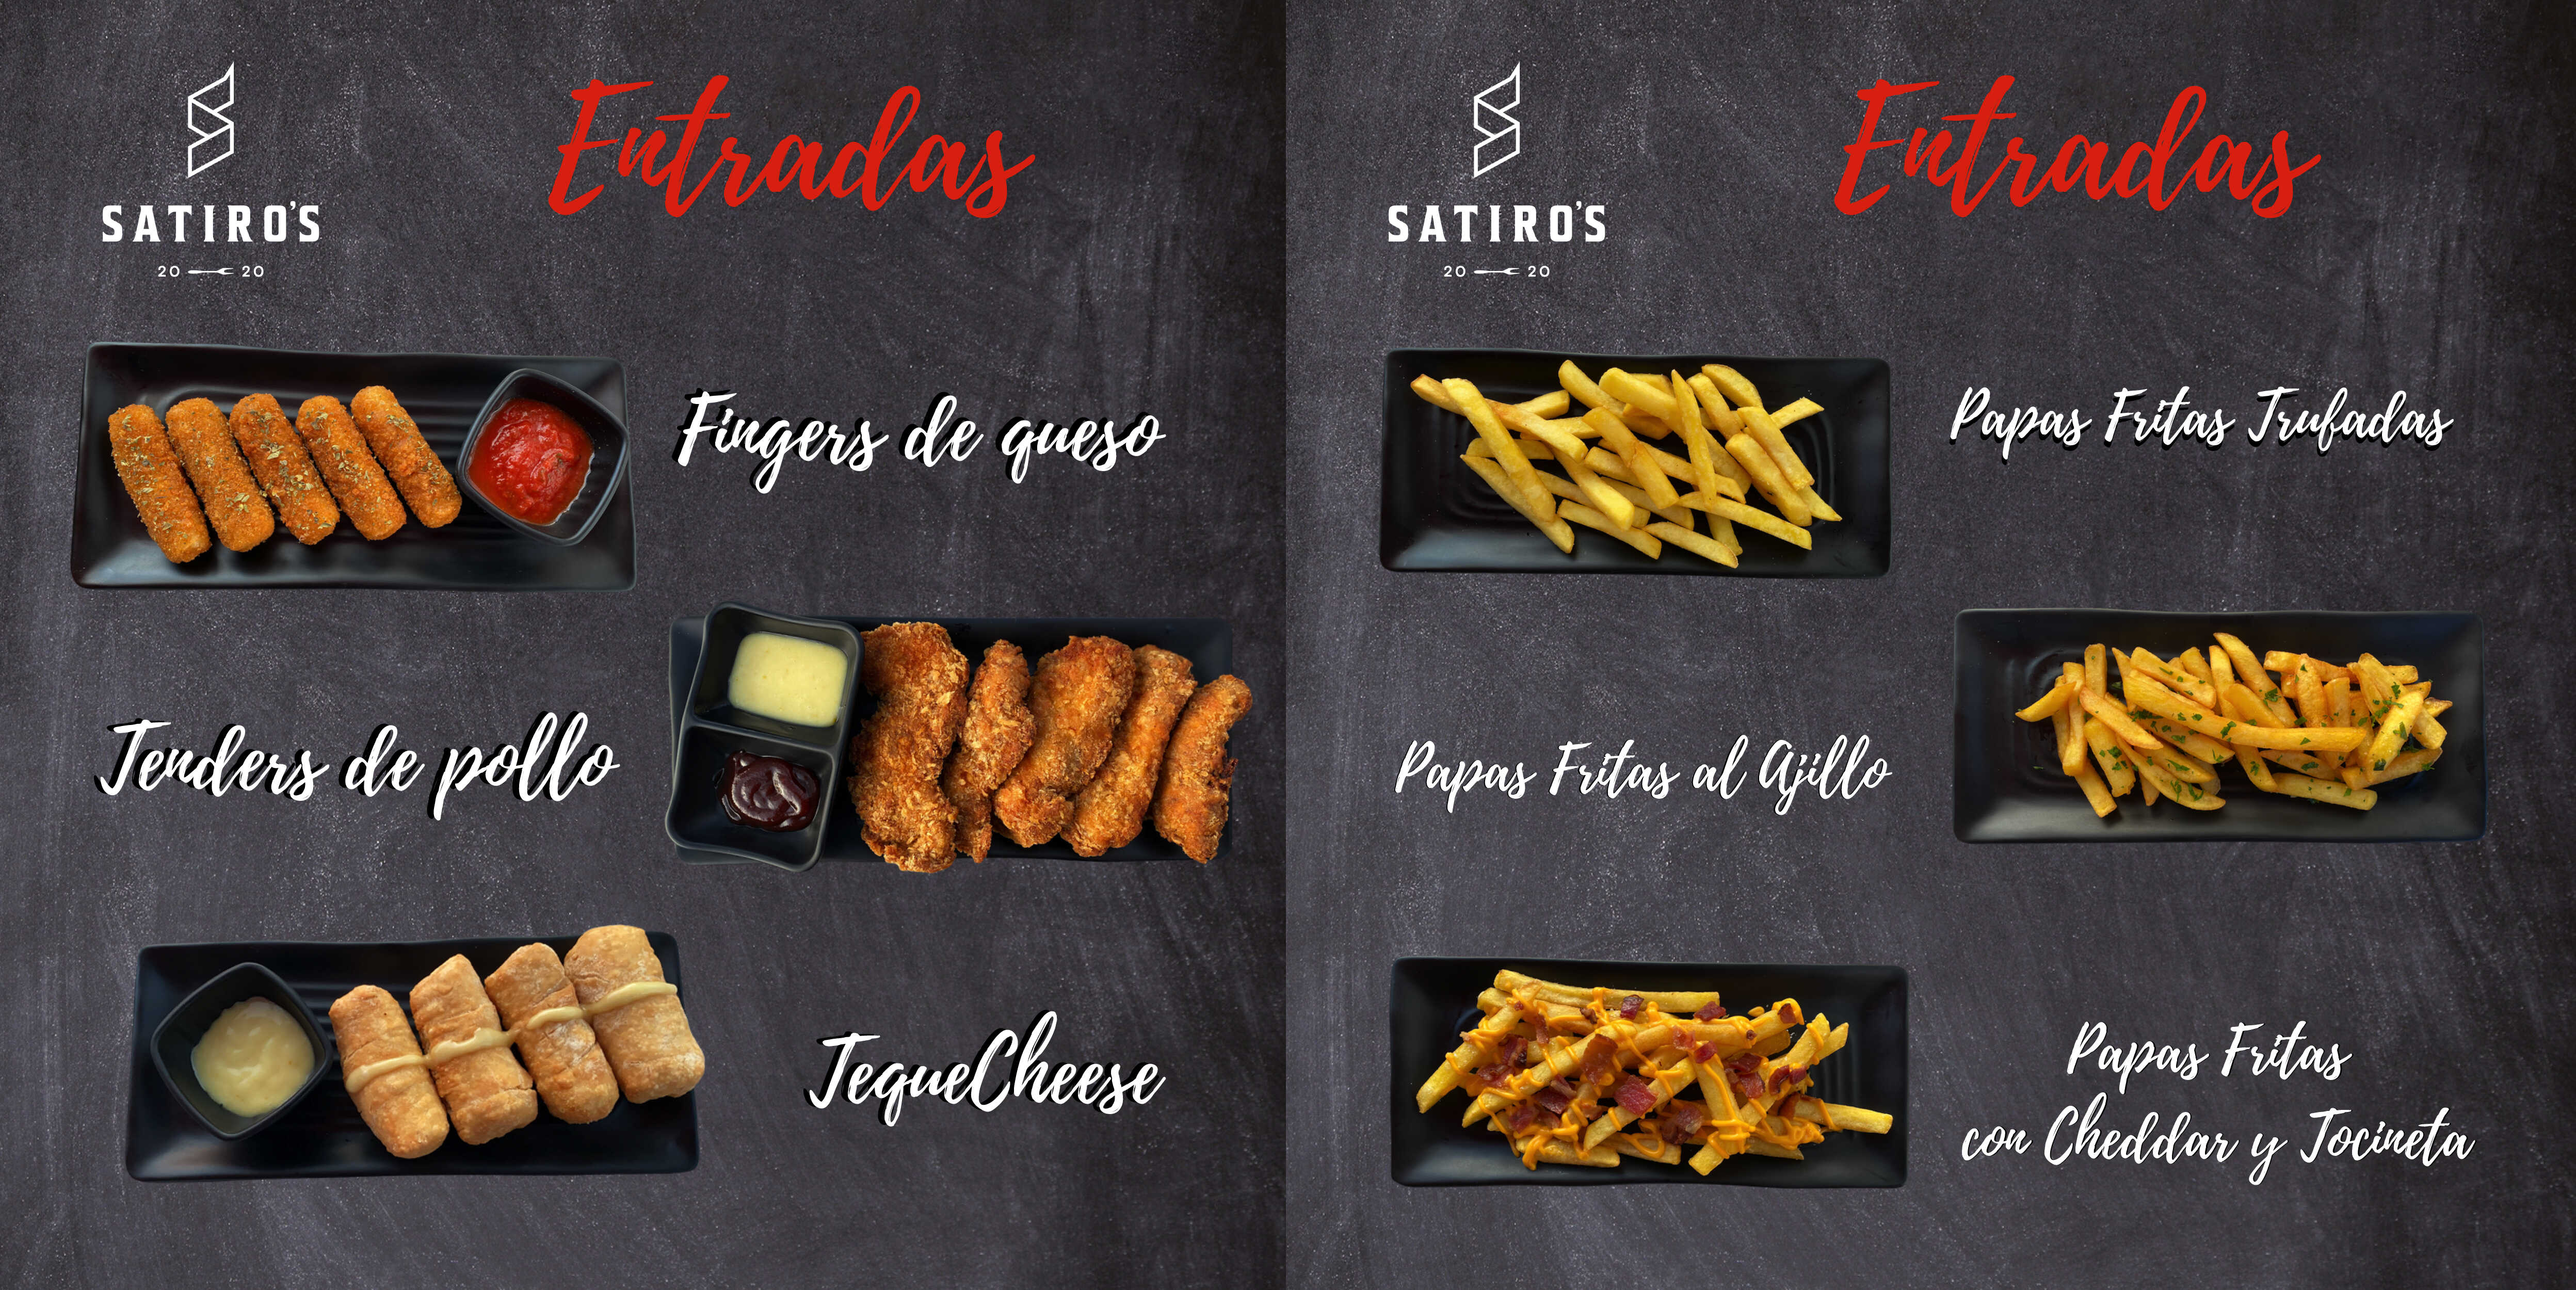 SATIRO'S
20 20
Entradas
Fingers de queso
Tenders de pollo
TequeCheese
SATIRO'S
20 20
Entradas
Papas Fritas Trufadas
Papas Fritas al Ajillo
Papas Fritas
con Cheddar y Tocineta